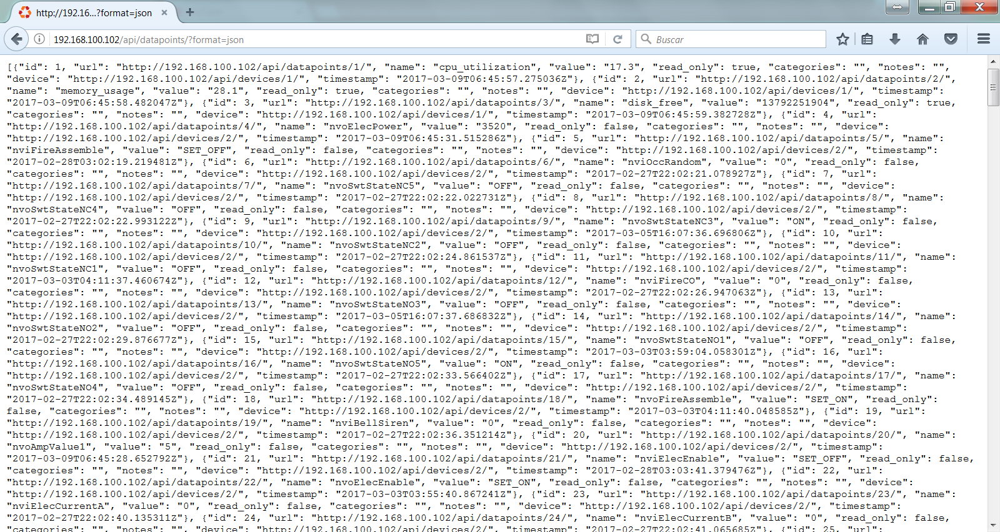 http://192.16...?format=json
192.168.100.102/api/datapoints/?format=json
Buscar
[{"id": 1, "url": "http://192.168.100.102/api/datapoints/1/", "name": "cpu_utilization", "value": "17.3", "read_only": true, "categories": "", "notes": "",
"device": "http://192.168.100.102/api/devices/1/", "timestamp": "2017-03-09T06:45:57.275036Z"}, {"id": 2, "url": "http://192.168.100.102/api/datapoints/2/",
"name": "memory_usage", "value": "28.1", "read_only": true, "categories": "", "notes": "", "device": "http://192.168.100.102/api/devices/1/", "timestamp":
"2017-03-09T06:45:58.482047Z"}, {"id": 3, "url": "http://192.168.100.102/api/datapoints/3/", "name": "disk_free", "value": "13792251904", "read_only": true,
"categories": "", "notes": "", "device": "http://192.168.100.102/api/devices/1/", "timestamp": "2017-03-09T06:45:59.382728Z"}, {"id": 4, "url":
"http://192.168.100.102/api/datapoints/4/", "name": "nvoElecPower", "value": "3520", "read_only": false, "categories": "", "notes": "", "device":
"http://192.168.100.102/api/devices/2/", "timestamp": "2017-03-09T06:45:31.515286Z"}, {"id": 5, "url": "http://192.168.100.102/api/datapoints/5/", "name":
"nviFireAssemble", "value": "SET_OFF", "read_only": false, "categories": "", "notes": "", "device": "http://192.168.100.102/api/devices/2/", "timestamp":
"2017-02-28T03:02:19.219481Z"}, {"id": 6, "url": "http://192.168.100.102/api/datapoints/6/", "name": "nviOccRandom", "value": "0", "read_only": false,
"categories": "", "notes": "", "device": "http://192.168.100.102/api/devices/2/", "timestamp": "2017-02-27T22:02:21.078927Z"}, {"id": 7, "url":
"http://192.168.100.102/api/datapoints/7/", "name": "nvoSwtStateNC5", "value": "OFF", "read_only": false, "categories": "", "notes": "", "device":
"http://192.168.100.102/api/devices/2/", "timestamp": "2017-02-27T22:02:22.022731Z"}, {"id": 8, "url": "http://192.168.100.102/api/datapoints/8/", "name":
"nvoSwtStateNC4", "value": "OFF", "read_only": false, "categories": "", "notes": "", "device": "http://192.168.100.102/api/devices/2/", "timestamp":
"2017-02-27T22:02:22.993122Z"}, {"id": 9, "url": "http://192.168.100.102/api/datapoints/9/", "name": "nvoSwtStateNC3", "value": "ON", "read_only": false,
"categories": "", "notes": "", "device": "http://192.168.100.102/api/devices/2/", "timestamp": "2017-03-05T16:07:36.696806Z"}, {"id": 10, "url":
"http://192.168.100.102/api/datapoints/10/", "name": "nvoSwtStateNC2", "value": "OFF", "read_only": false, "categories": "", "notes": "", "device":
"http://192.168.100.102/api/devices/2/", "timestamp": "2017-02-27T22:02:24.861537Z"}, {"id": 11, "url": "http://192.168.100.102/api/datapoints/11/", "name":
"nvoSwtStateNC1", "value": "OFF", "read_only": false, "categories": "", "notes": "", "device": "http://192.168.100.102/api/devices/2/", "timestamp":
"2017-03-03T04:11:37.460674Z"}, {"id": 12, "url": "http://192.168.100.102/api/datapoints/12/", "name": "nviFireCO", "value": "0", "read_only": false,
"categories": "", "notes": "", "device": "http://192.168.100.102/api/devices/2/", "timestamp": "2017-02-27T22:02:26.947063Z"}, {"id": 13, "url":
"http://192.168.100.102/api/datapoints/13/", "name": "nvoSwtStateNO3", "value": "OFF", "read_only": false, "categories": "", "notes": "", "device":
"http://192.168.100.102/api/devices/2/", "timestamp": "2017-03-05T16:07:37.686832Z"}, {"id": 14, "url": "http://192.168.100.102/api/datapoints/14/", "name":
"nvoSwtStateNO2", "value": "OFF", "read_only": false, "categories": "", "notes": "", "device": "http://192.168.100.102/api/devices/2/", "timestamp":
"2017-02-27T22:02:29.876677Z"}, {"id": 15, "url": "http://192.168.100.102/api/datapoints/15/", "name": "nvoSwtStateNO1", "value": "OFF", "read_only": false,
"categories": "", "notes": "", "device": "http://192.168.100.102/api/devices/2/", "timestamp": "2017-03-03T03:59:04.058301Z"}, {"id": 16, "url":
"http://192.168.100.102/api/datapoints/16/", "name": "nvoSwtStateNO5", "value": "ON", "read_only": false, "categories": "", "notes": "", "device":
"http://192.168.100.102/api/devices/2/", "timestamp": "2017-02-27T22:02:33.566402Z"}, {"id": 17, "url": "http://192.168.100.102/api/datapoints/17/", "name":
"nvoSwtStateNO4", "value": "OFF", "read_only": false, "categories": "", "notes": "", "device": "http://192.168.100.102/api/devices/2/", "timestamp":
"2017-02-27T22:02:34.489145Z"}, {"id": 18, "url": "http://192.168.100.102/api/datapoints/18/", "name": "nvoFireAssemble", "value": "SET_ON", "read_only":
false, "categories": "", "notes": "", "device": "http://192.168.100.102/api/devices/2/", "timestamp": "2017-03-03T04:11:40.048585Z"}, {"id": 19, "url":
"http://192.168.100.102/api/datapoints/19/", "name": "nviBellSiren", "value": "0", "read_only": false, "categories": "", "notes": "", "device":
"http://192.168.100.102/api/devices/2/", "timestamp": "2017-02-27T22:02:36.351214Z"}, {"id": 20, "url": "http://192.168.100.102/api/datapoints/20/", "name":
"nvoAmpValue1", "value": "5", "read_only": false, "categories": "", "notes": "", "device": "http://192.168.100.102/api/devices/2/", "timestamp":
"2017-03-09T06:45:28.652792Z"}, {"id": 21, "url": "http://192.168.100.102/api/datapoints/21/", "name": "nviElecEnable", "value": "SET_OFF", "read_only": false,
"categories": "", "notes": "", "device": "http://192.168.100.102/api/devices/2/", "timestamp": "2017-02-28T03:03:41.379476Z"}, {"id": 22, "url":
"http://192.168.100.102/api/datapoints/22/", "name": "nvoElecEnable", "value": "SET_ON", "read_only": false, "categories": "", "notes": "", "device":
"http://192.168.100.102/api/devices/2/", "timestamp": "2017-03-03T03:55:40.867241Z"}, {"id": 23, "url": "http://192.168.100.102/api/datapoints/23/", "name":
"nviElecCurrentA", "value": "0", "read_only": false, "categories": "", "notes": "", "device": "http://192.168.100.102/api/devices/2/", "timestamp":
"2017-02-27T22:02:40.135311Z"}, {"id": 24, "url": "http://192.168.100.102/api/datapoints/24/", "name": "nviElecCurrentB", "value": "0", "read_only": false,
"categories": "", "notes": "", "device": "http://192.168.100.102/api/devices/2/", "timestamp": "2017-02-27T22:02:41.065685Z"}, {"id": 25, "url":